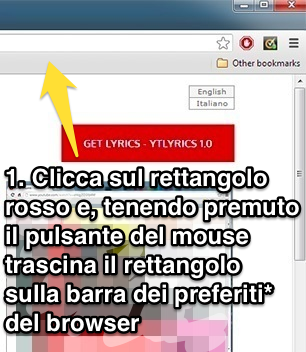 Other bookmarks
English
Italiano
GET LYRICS - YTLYRICS 1.0
1. Clicca sul rettangolo
rosso e, tenendo premuto
il pulsante del mouse
trascina il rettangolo
sulla barra dei preferiti*
del browser